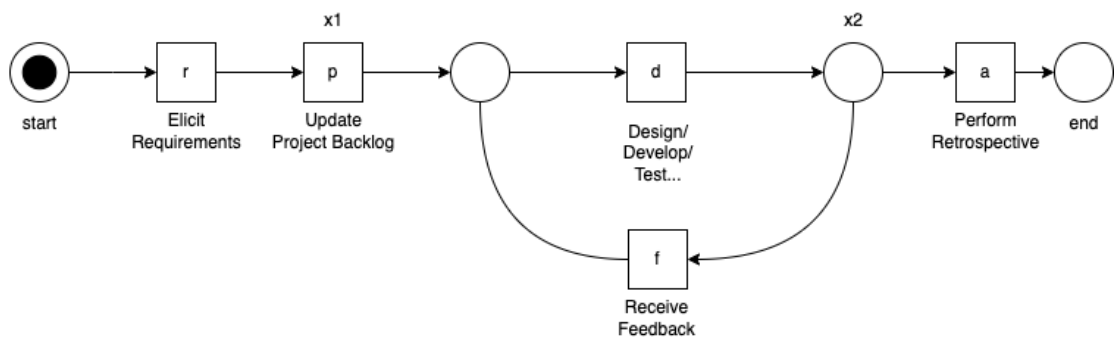 x1
x2
r
p
d
a
start
Elicit
Requirements
Update
Project Backlog
Design/
Develop/
Test...
Perform
Retrospective
end
f
Receive
Feedback